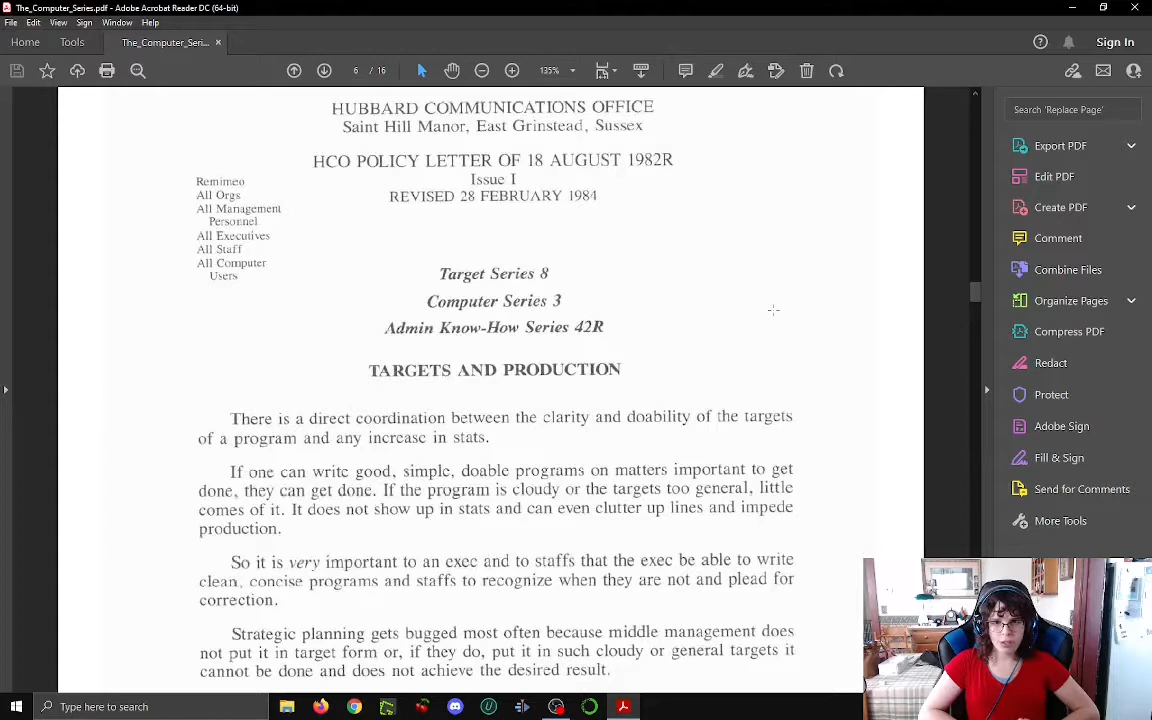 The_Computer_Series.pdf - Adobe Acrobat Reader DC (64-bit)
File Edit View Sign Window Help
Home Tools The_Computer_Seri... × Sign In
6 / 16 135%
HUBBARD COMMUNICATIONS OFFICE
Saint Hill Manor, East Grinstead, Sussex
HCO POLICY LETTER OF 18 AUGUST 1982R
Issue I
REVISED 28 FEBRUARY 1984
Remimeo
All Orgs
All Management
Personnel
All Executives
All Staff
All Computer
Users
Target Series 8
Computer Series 3
Admin Know-How Series 42R
TARGETS AND PRODUCTION
There is a direct coordination between the clarity and doability of the targets
of a program and any increase in stats.
If one can write good, simple, doable programs on matters important to get
done, they can get done. If the program is cloudy or the targets too general, little
comes of it. It does not show up in stats and can even clutter up lines and impede
production.
So it is very important to an exec and to staffs that the exec be able to write
clean, concise programs and staffs to recognize when they are not and plead for
correction.
Strategic planning gets bugged most often because middle management does
not put it in target form or, if they do, put it in such cloudy or general targets it
cannot be done and does not achieve the desired result.
Search 'Replace Page'
Export PDF
Edit PDF
Create PDF
Comment
Combine Files
Organize Pages
Compress PDF
Redact
Protect
Adobe Sign
Fill & Sign
Send for Comments
More Tools
Type here to search